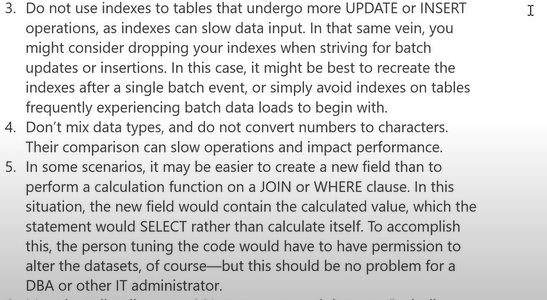 3. Do not use indexes to tables that undergo more UPDATE or INSERT
operations, as indexes can slow data input. In that same vein, you
might consider dropping your indexes when striving for batch
updates or insertions. In this case, it might be best to recreate the
indexes after a single batch event, or simply avoid indexes on tables
frequently experiencing batch data loads to begin with.
4. Don’t mix data types, and do not convert numbers to characters.
Their comparison can slow operations and impact performance.
5. In some scenarios, it may be easier to create a new field than to
perform a calculation function on a JOIN or WHERE clause. In this
situation, the new field would contain the calculated value, which the
statement would SELECT rather than calculate itself. To accomplish
this, the person tuning the code would have to have permission to
alter the datasets, of course—but this should be no problem for a
DBA or other IT administrator.